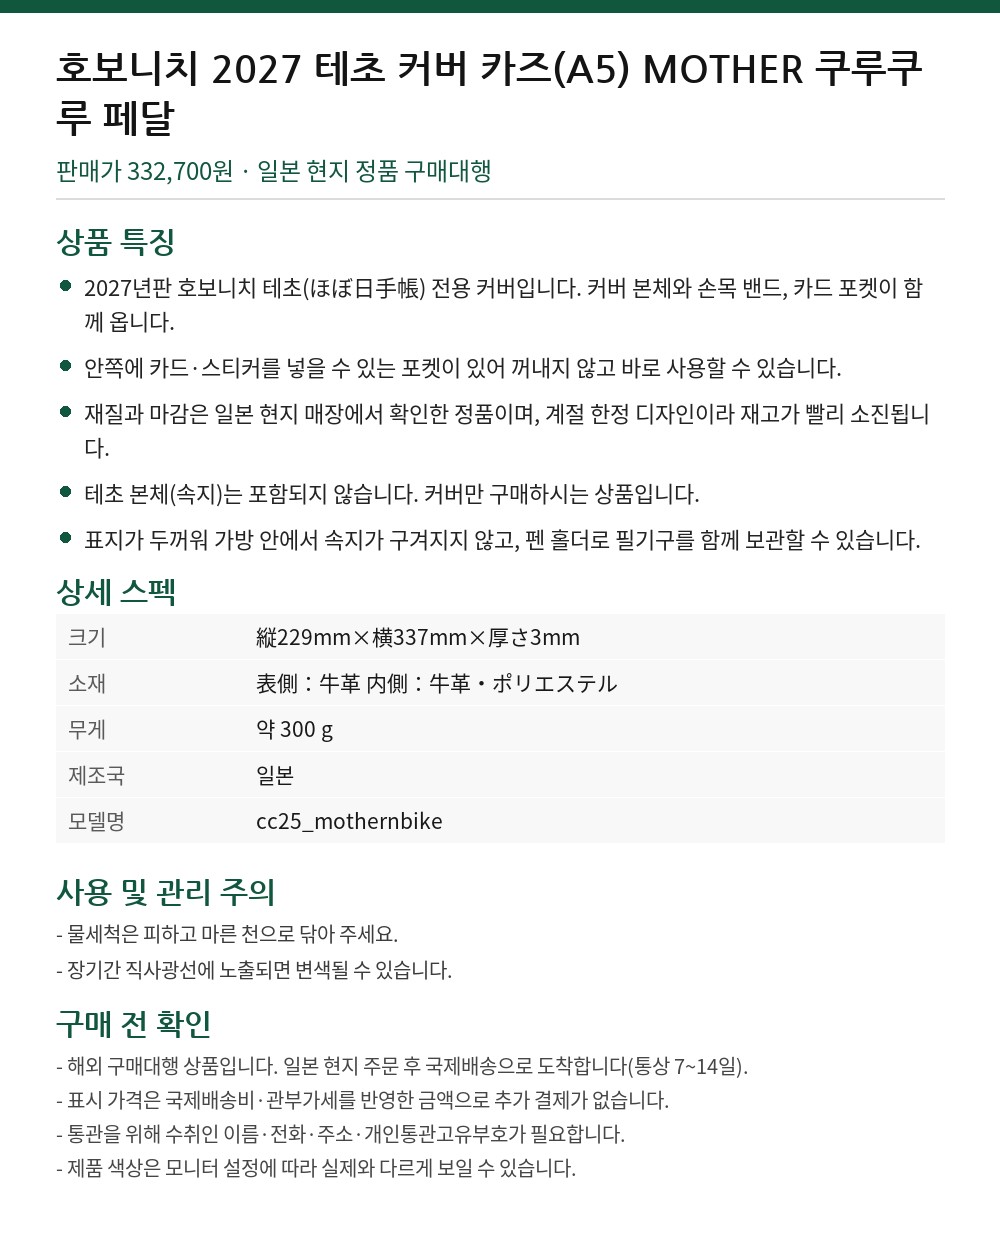 호보니치 2027 테초 커버 카즈(A5) MOTHER 쿠루쿠
루 페달
판매가 332,700원 · 일본 현지 정품 구매대행
상품 특징
2027년판 호보니치 테초(ほぼ日手帳) 전용 커버입니다. 커버 본체와 손목 밴드, 카드 포켓이 함
께 옵니다.
안쪽에 카드·스티커를 넣을 수 있는 포켓이 있어 꺼내지 않고 바로 사용할 수 있습니다.
재질과 마감은 일본 현지 매장에서 확인한 정품이며, 계절 한정 디자인이라 재고가 빨리 소진됩니
다.
테초 본체(속지)는 포함되지 않습니다. 커버만 구매하시는 상품입니다.
표지가 두꺼워 가방 안에서 속지가 구겨지지 않고, 펜 홀더로 필기구를 함께 보관할 수 있습니다.
상세 스펙
크기 縦229mm×横337mm×厚さ3mm
소재 表側：牛革 内側：牛革・ポリエステル
무게 약 300 g
제조국 일본
모델명 cc25_mothernbike
사용 및 관리 주의
- 물세척은 피하고 마른 천으로 닦아 주세요.
- 장기간 직사광선에 노출되면 변색될 수 있습니다.
구매 전 확인
- 해외 구매대행 상품입니다. 일본 현지 주문 후 국제배송으로 도착합니다(통상 7~14일).
- 표시 가격은 국제배송비·관부가세를 반영한 금액으로 추가 결제가 없습니다.
- 통관을 위해 수취인 이름·전화·주소·개인통관고유부호가 필요합니다.
- 제품 색상은 모니터 설정에 따라 실제와 다르게 보일 수 있습니다.